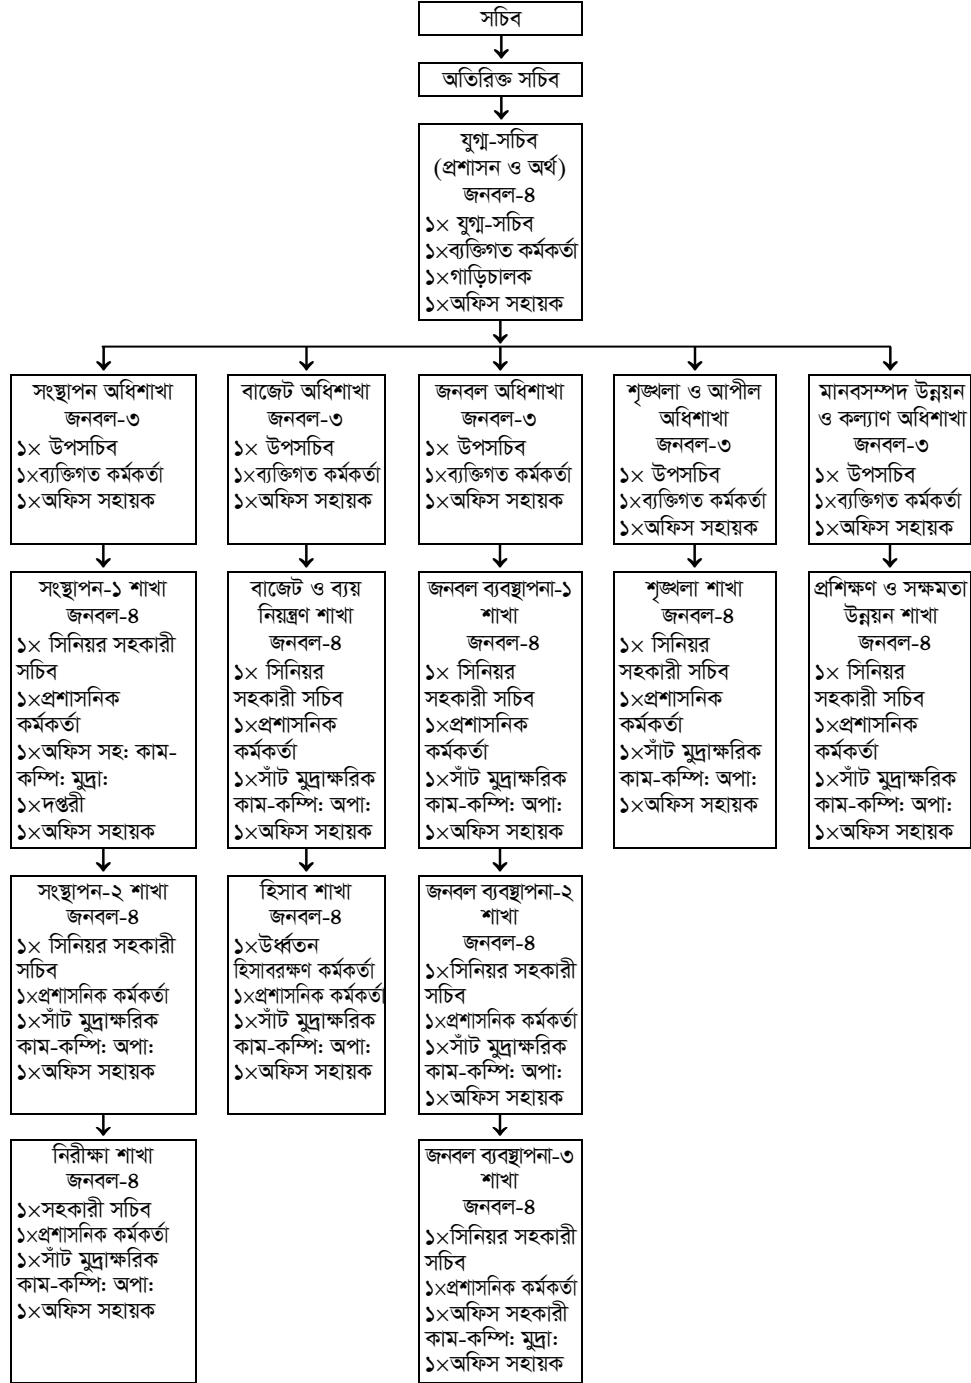 সচিব
অতিরিক্ত সচিব
যুগ্ম-সচিব
(প্রশাসন ও অর্থ)
জনবল-৪
১× যুগ্ম-সচিব
১×ব্যক্তিগত কর্মকর্তা
১×গাড়িচালক
১×অফিস সহায়ক
সংস্থাপন অধিশাখা
জনবল-৩
১× উপসচিব
১×ব্যক্তিগত কর্মকর্তা
১×অফিস সহায়ক
বাজেট অধিশাখা
জনবল-৩
১× উপসচিব
১×ব্যক্তিগত কর্মকর্তা
১×অফিস সহায়ক
জনবল অধিশাখা
জনবল-৩
১× উপসচিব
১×ব্যক্তিগত কর্মকর্তা
১×অফিস সহায়ক
শৃঙ্খলা ও আপীল
অধিশাখা
জনবল-৩
১× উপসচিব
১×ব্যক্তিগত কর্মকর্তা
১×অফিস সহায়ক
মানবসম্পদ উন্নয়ন
ও কল্যাণ অধিশাখা
জনবল-৩
১× উপসচিব
১×ব্যক্তিগত কর্মকর্তা
১×অফিস সহায়ক
সংস্থাপন-১ শাখা
জনবল-৪
১× সিনিয়র সহকারী
সচিব
১×প্রশাসনিক
কর্মকর্তা
১×অফিস সহ: কাম-
কম্পি: মুদ্রা:
১×দপ্তরী
১×অফিস সহায়ক
বাজেট ও ব্যয়
নিয়ন্ত্রণ শাখা
জনবল-৪
১× সিনিয়র
সহকারী সচিব
১×প্রশাসনিক
কর্মকর্তা
১×সাঁট মুদ্রাক্ষরিক
কাম-কম্পি: অপা:
১×অফিস সহায়ক
জনবল ব্যবস্থাপনা-১
শাখা
জনবল-৪
১× সিনিয়র
সহকারী সচিব
১×প্রশাসনিক
কর্মকর্তা
১×সাঁট মুদ্রাক্ষরিক
কাম-কম্পি: অপা:
১×অফিস সহায়ক
শৃঙ্খলা শাখা
জনবল-৪
১× সিনিয়র
সহকারী সচিব
১×প্রশাসনিক
কর্মকর্তা
১×সাঁট মুদ্রাক্ষরিক
কাম-কম্পি: অপা:
১×অফিস সহায়ক
প্রশিক্ষণ ও সক্ষমতা
উন্নয়ন শাখা
জনবল-৪
১× সিনিয়র
সহকারী সচিব
১×প্রশাসনিক
কর্মকর্তা
১×সাঁট মুদ্রাক্ষরিক
কাম-কম্পি: অপা:
১×অফিস সহায়ক
সংস্থাপন-২ শাখা
জনবল-৪
১× সিনিয়র সহকারী
সচিব
১×প্রশাসনিক কর্মকর্তা
১×সাঁট মুদ্রাক্ষরিক
কাম-কম্পি: অপা:
১×অফিস সহায়ক
হিসাব শাখা
জনবল-৪
১×উর্ধ্বতন
হিসাবরক্ষণ কর্মকর্তা
১×প্রশাসনিক কর্মকর্তা
১×সাঁট মুদ্রাক্ষরিক
কাম-কম্পি: অপা:
১×অফিস সহায়ক
জনবল ব্যবস্থাপনা-২
শাখা
জনবল-৪
১×সিনিয়র সহকারী
সচিব
১×প্রশাসনিক কর্মকর্তা
১×সাঁট মুদ্রাক্ষরিক
কাম-কম্পি: অপা:
১×অফিস সহায়ক
নিরীক্ষা শাখা
জনবল-৪
১×সহকারী সচিব
১×প্রশাসনিক কর্মকর্তা
১×সাঁট মুদ্রাক্ষরিক
কাম-কম্পি: অপা:
১×অফিস সহায়ক
জনবল ব্যবস্থাপনা-৩
শাখা
জনবল-৪
১×সিনিয়র সহকারী
সচিব
১×প্রশাসনিক কর্মকর্তা
১×অফিস সহকারী
কাম-কম্পি: মুদ্রা:
১×অফিস সহায়ক